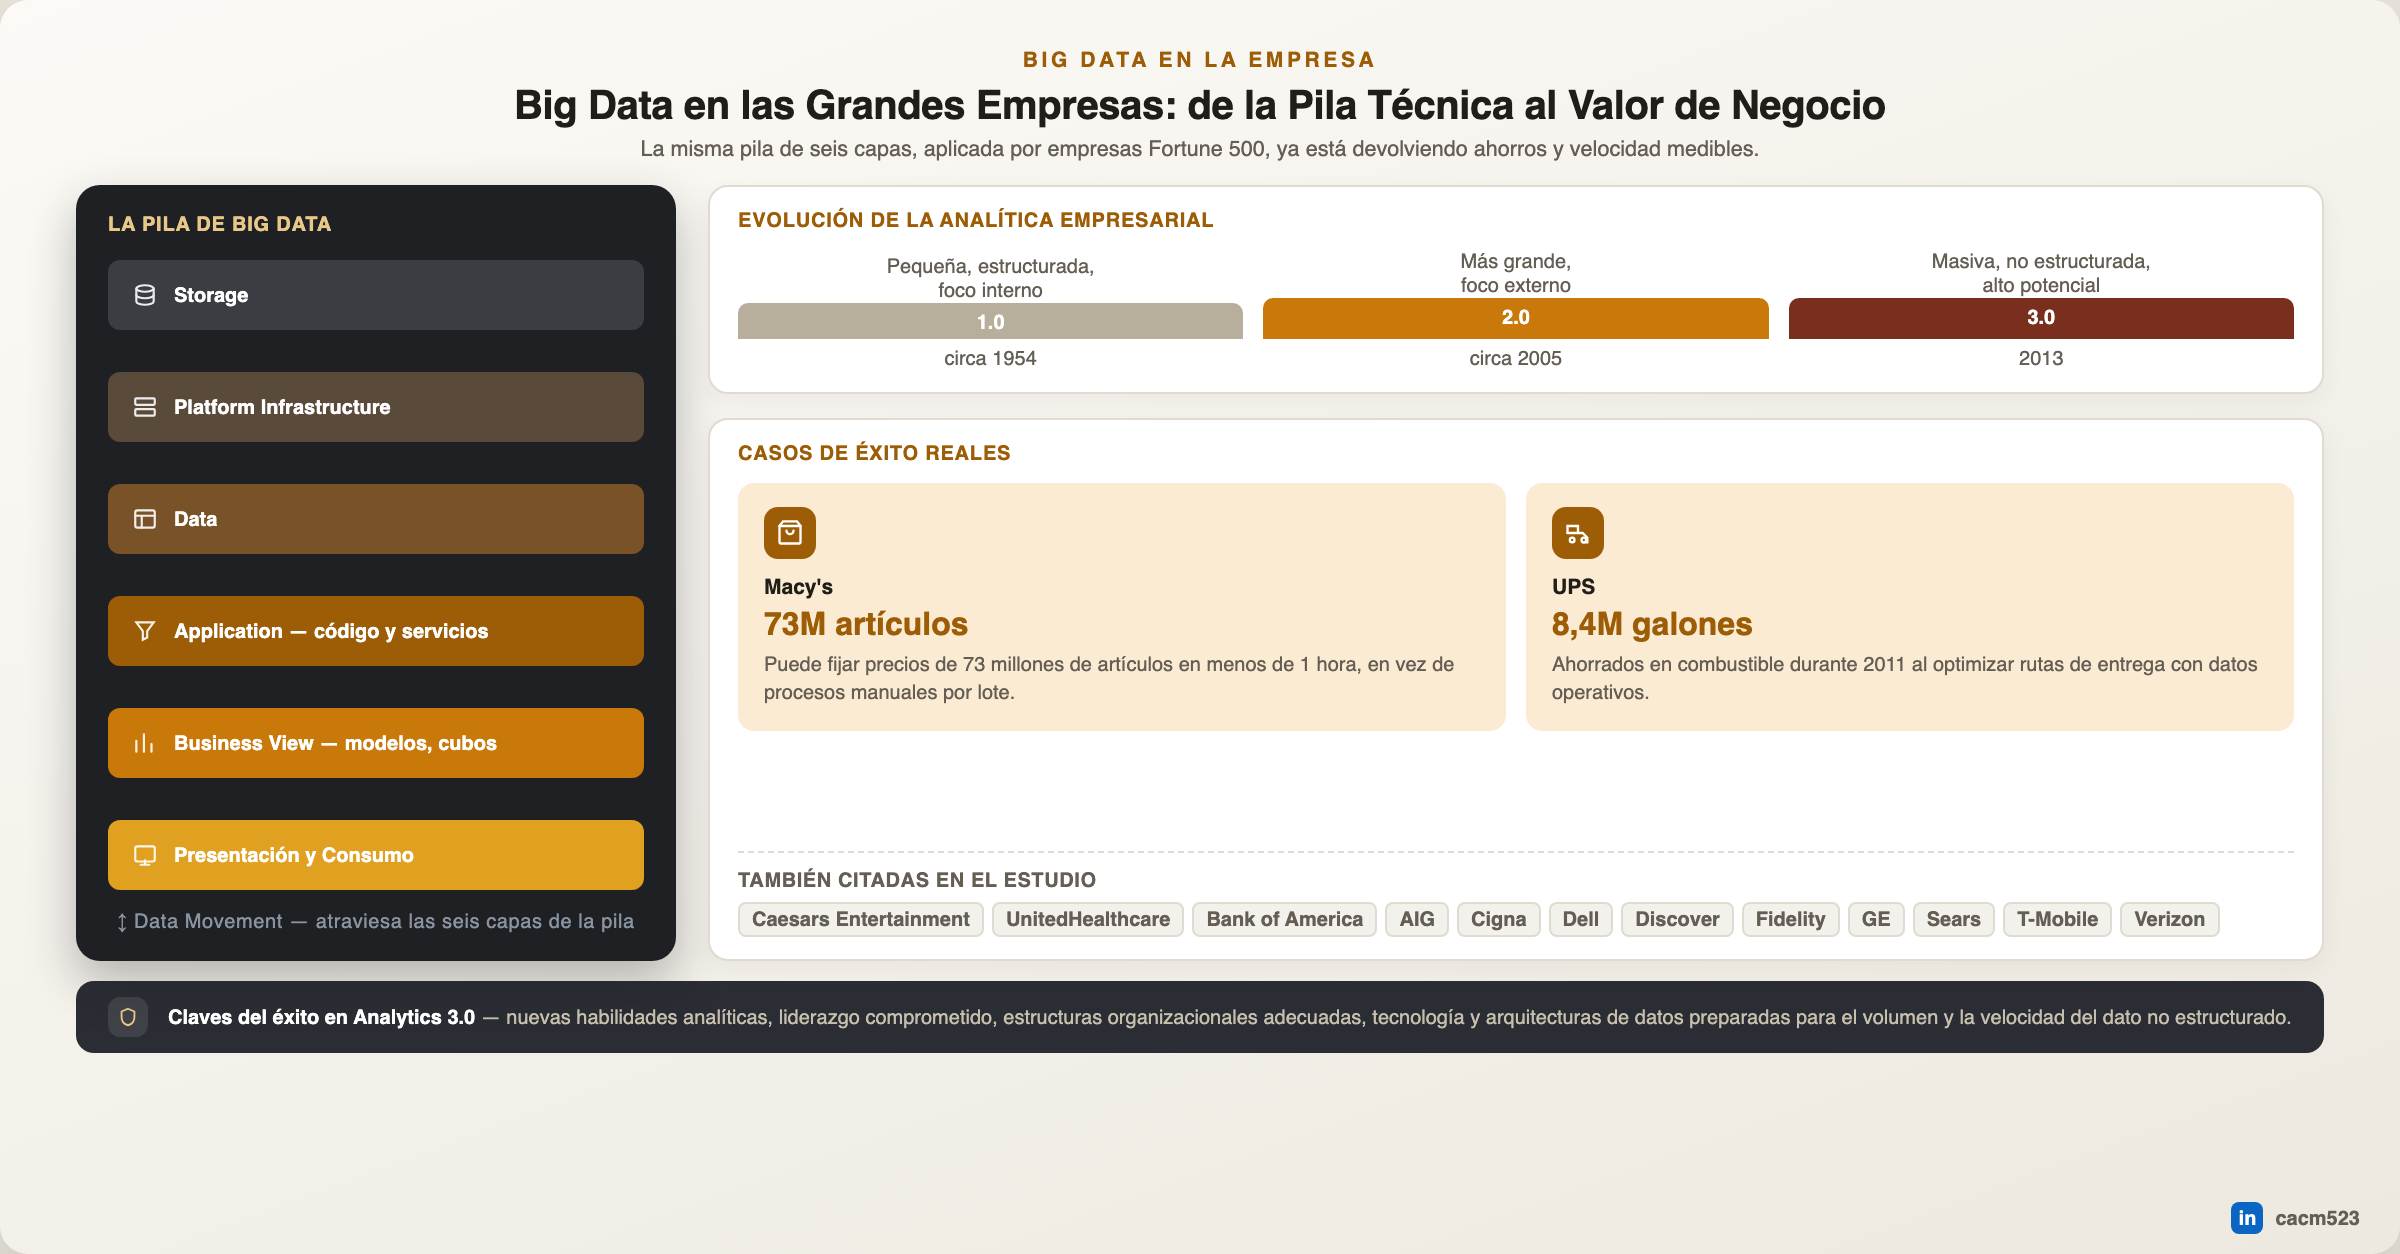 BIG DATA EN LA EMPRESA
Big Data en las Grandes Empresas: de la Pila Técnica al Valor de Negocio
La misma pila de seis capas, aplicada por empresas Fortune 500, ya está devolviendo ahorros y velocidad medibles.
LA PILA DE BIG DATA
Storage
Platform Infrastructure
Data
Application — código y servicios
Business View — modelos, cubos
Presentación y Consumo
↕ Data Movement — atraviesa las seis capas de la pila
EVOLUCIÓN DE LA ANALÍTICA EMPRESARIAL
Pequeña, estructurada,
foco interno
1.0
circa 1954
Más grande,
foco externo
2.0
circa 2005
Masiva, no estructurada,
alto potencial
3.0
2013
CASOS DE ÉXITO REALES
Macy's
73M artículos
Puede fijar precios de 73 millones de artículos en menos de 1 hora, en vez de
procesos manuales por lote.
UPS
8,4M galones
Ahorrados en combustible durante 2011 al optimizar rutas de entrega con datos
operativos.
TAMBIÉN CITADAS EN EL ESTUDIO
Caesars Entertainment UnitedHealthcare Bank of America AIG Cigna Dell Discover Fidelity GE Sears T-Mobile Verizon
Claves del éxito en Analytics 3.0 — nuevas habilidades analíticas, liderazgo comprometido, estructuras organizacionales adecuadas, tecnología y arquitecturas de datos preparadas para el volumen y la velocidad del dato no estructurado.
in cacm523